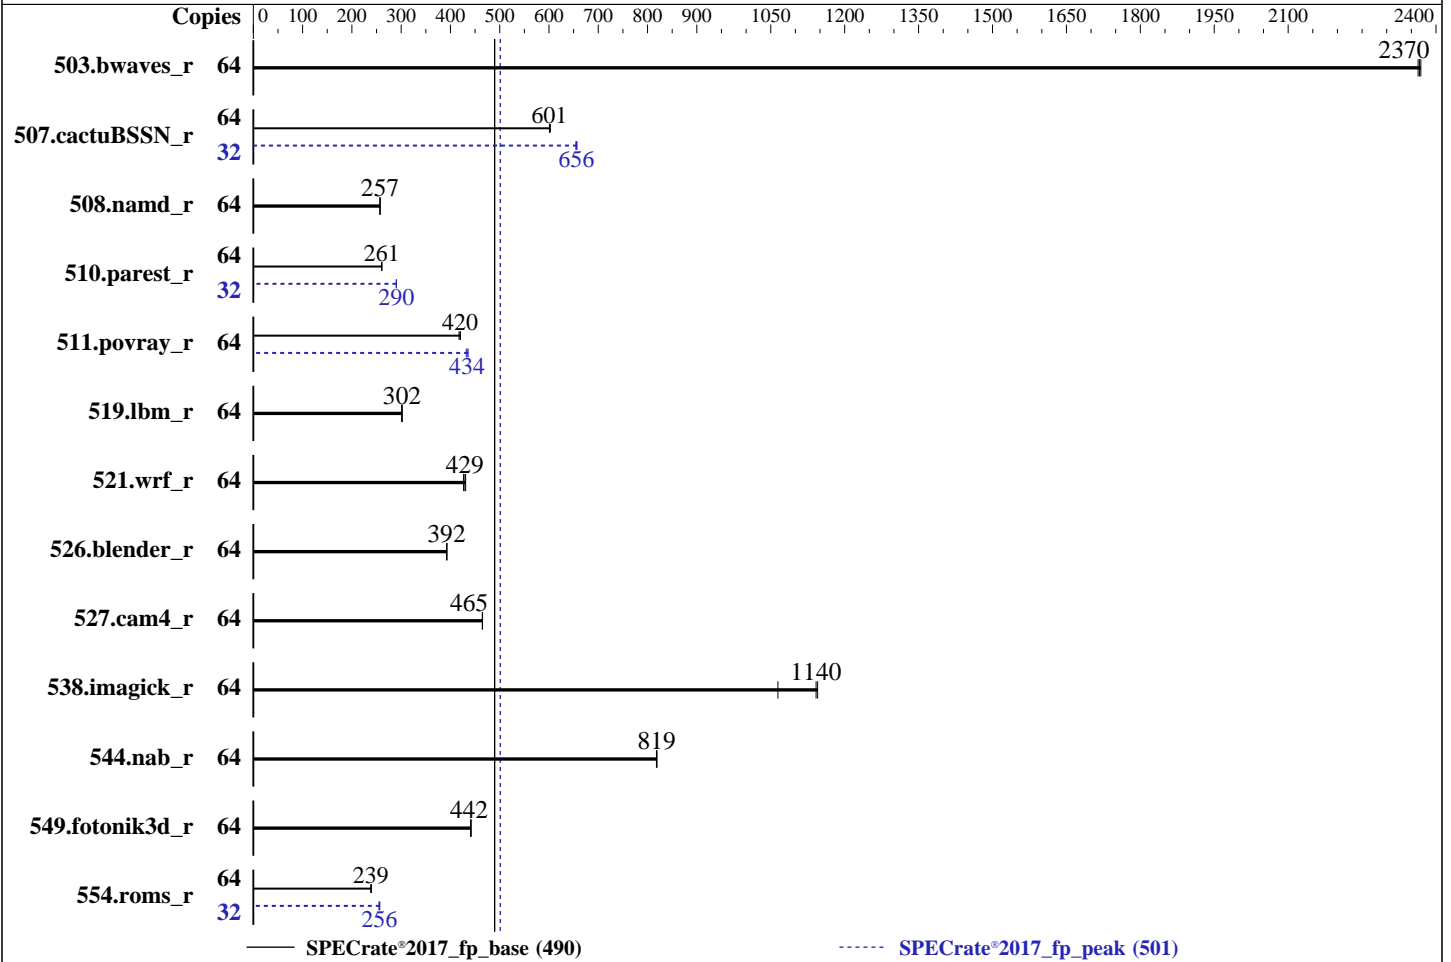 Copies 0 100 200 300 400 500 600 700 800 900 1050 1200 1350 1500 1650 1800 1950 2100 2400
503.bwaves_r 64 2370
507.cactuBSSN_r 64 601
32 656
508.namd_r 64 257
510.parest_r 64 261
32 290
511.povray_r 64 420
434
519.lbm_r 64 302
521.wrf_r 64 429
526.blender_r 64 392
527.cam4_r 64 465
538.imagick_r 64 1140
544.nab_r 64 819
549.fotonik3d_r 64 442
554.roms_r 64 239
32 256
SPECrate®2017_fp_base (490) SPECrate®2017_fp_peak (501)